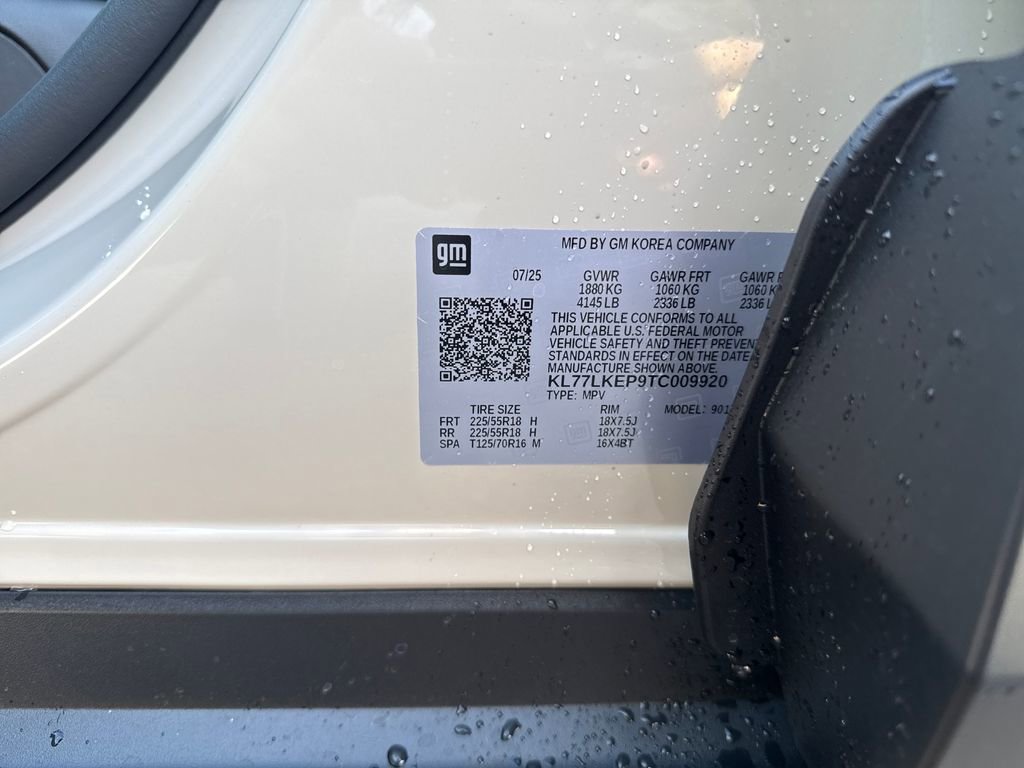 gm
MFD BY GM KOREA COMPANY
07/25 GVWR GAWR FRT GAWR
1880 KG 1060 KG 1060
4145 LB 2336 LB 2336
THIS VEHICLE CONFORMS TO ALL
APPLICABLE U.S. FEDERAL MOTOR
VEHICLE SAFETY AND THEFT PREVEN
STANDARDS IN EFFECT ON THE DATE
MANUFACTURE SHOWN ABOVE.
KL77LKEP9TC009920
TYPE: MPV
TIRE SIZE RIM MODEL: 901
FRT 225/55R18 H 18X7.5J
RR 225/55R18 H 18X7.5J
SPA T125/70R16 M 16X4BT